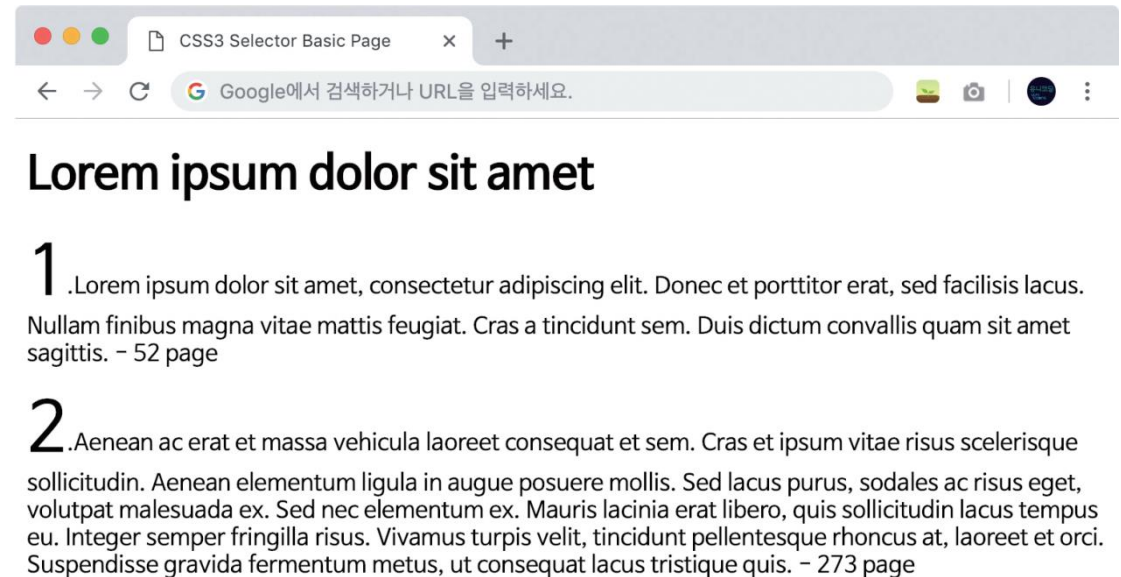 CSS3 Selector Basic Page
Google에서 검색하거나 URL을 입력하세요.
Lorem ipsum dolor sit amet
1.Lorem ipsum dolor sit amet, consectetur adipiscing elit. Donec et porttitor erat, sed facilisis lacus.
Nullam finibus magna vitae mattis feugiat. Cras a tincidunt sem. Duis dictum convallis quam sit amet
sagittis. - 52 page
2.Aenean ac erat et massa vehicula laoreet consequat et sem. Cras et ipsum vitae risus scelerisque
sollicitudin. Aenean elementum ligula in augue posuere mollis. Sed lacus purus, sodales ac risus eget,
volutpat malesuada ex. Sed nec elementum ex. Mauris lacinia erat libero, quis sollicitudin lacus tempus
eu. Integer semper fringilla risus. Vivamus turpis velit, tincidunt pellentesque rhoncus at, laoreet et orci.
Suspendisse gravida fermentum metus, ut consequat lacus tristique quis. - 273 page